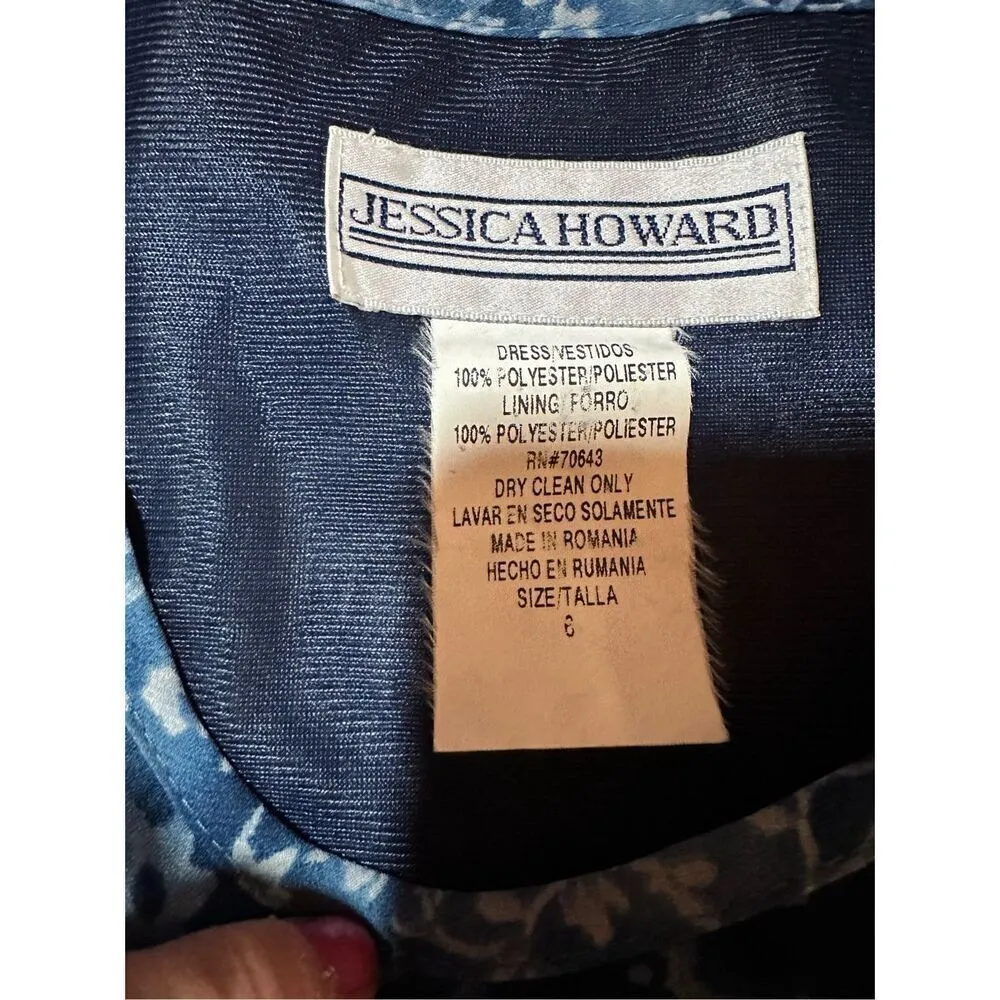 JESSICA HOWARD
DRESS/VESTIDOS
100% POLYESTER/POLIESTER
LINING/FORRO
100% POLYESTER/POLIESTER
RN#70643
DRY CLEAN ONLY
LAVAR EN SECO SOLAMENTE
MADE IN ROMANIA
HECHO EN RUMANIA
SIZE/TALLA